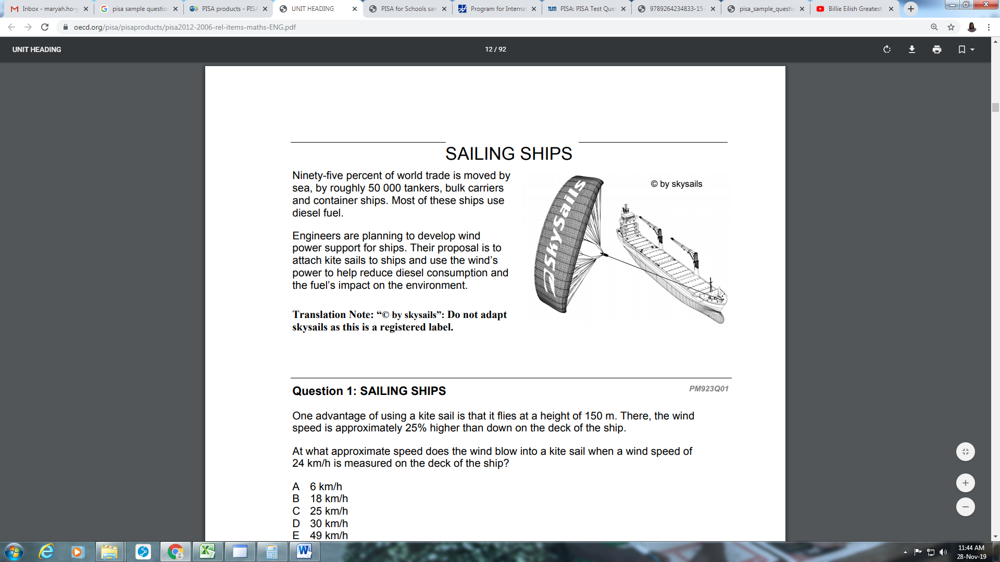 Inbox - maryah.ho-y
pisa sample questio
PISA products - PISA
UNIT HEADING
PISA for Schools san
Program for Internat
TUM PISA: PISA Test Ques
9789264234833-15-
pisa_sample_questio
Billie Eilish Greatest
oecd.org/pisa/pisaproducts/pisa2012-2006-rel-items-maths-ENG.pdf
UNIT HEADING
12 / 92
SAILING SHIPS
Ninety-five percent of world trade is moved by
sea, by roughly 50 000 tankers, bulk carriers
and container ships. Most of these ships use
diesel fuel.
Engineers are planning to develop wind
power support for ships. Their proposal is to
attach kite sails to ships and use the wind’s
power to help reduce diesel consumption and
the fuel’s impact on the environment.
Translation Note: “© by skysails”: Do not adapt
skysails as this is a registered label.
© by skysails
SkySails
Question 1: SAILING SHIPS
PM923Q01
One advantage of using a kite sail is that it flies at a height of 150 m. There, the wind
speed is approximately 25% higher than down on the deck of the ship.
At what approximate speed does the wind blow into a kite sail when a wind speed of
24 km/h is measured on the deck of the ship?
A 6 km/h
B 18 km/h
C 25 km/h
D 30 km/h
E 49 km/h
11:44 AM
28-Nov-19